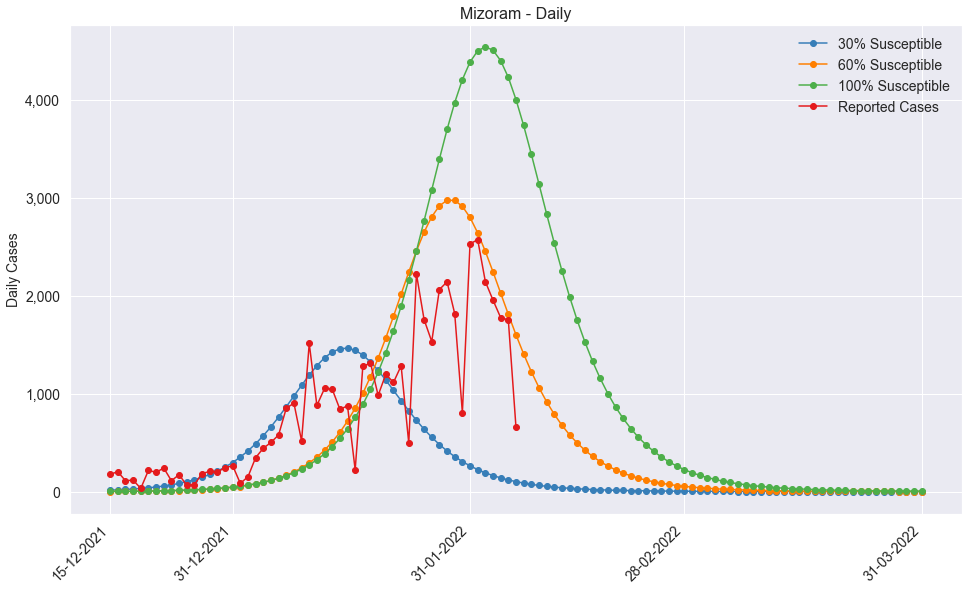 Mizoram - Daily
30% Susceptible
60% Susceptible
100% Susceptible
Reported Cases
Daily Cases
4,000
3,000
2,000
1,000
0
15-12-2021
31-12-2021
31-01-2022
28-02-2022
31-03-2022